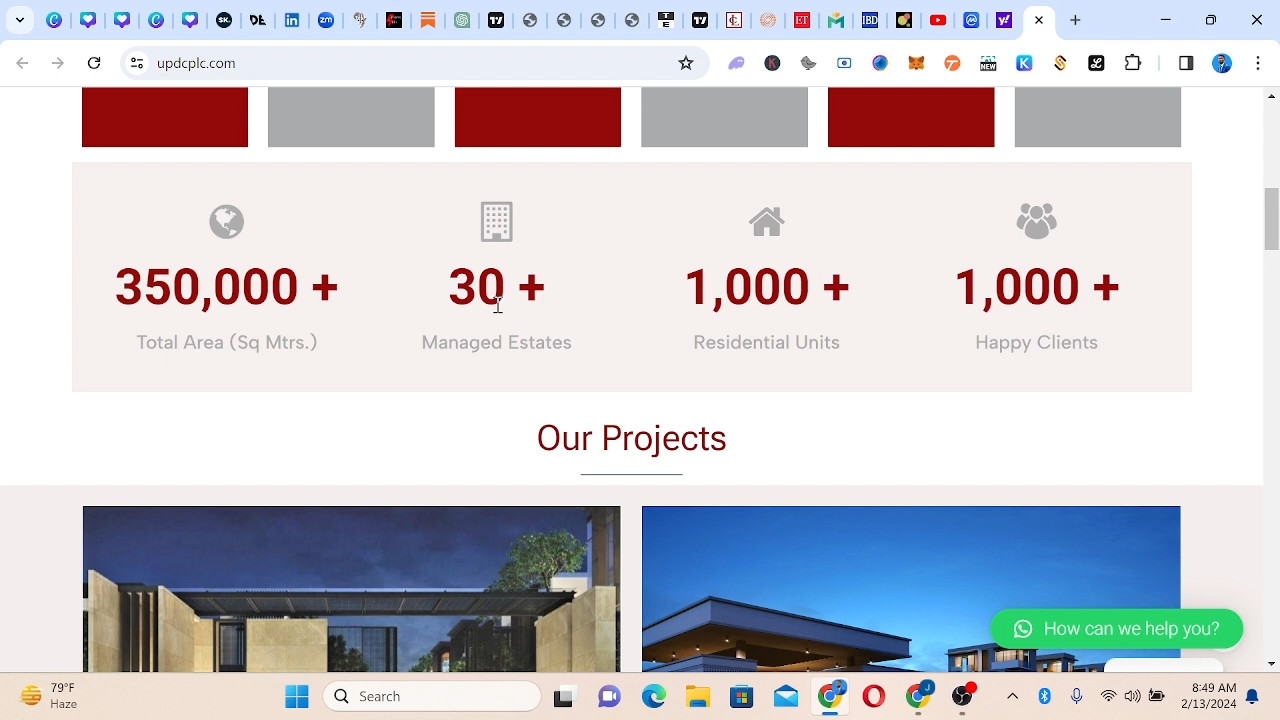 updcplc.com
NEW
350,000 +
30 +
1,000 +
1,000 +
Total Area (Sq Mtrs.)
Managed Estates
Residential Units
Happy Clients
Our Projects
How can we help you?
79°F
Haze
Search
8:49 AM
2/13/2024